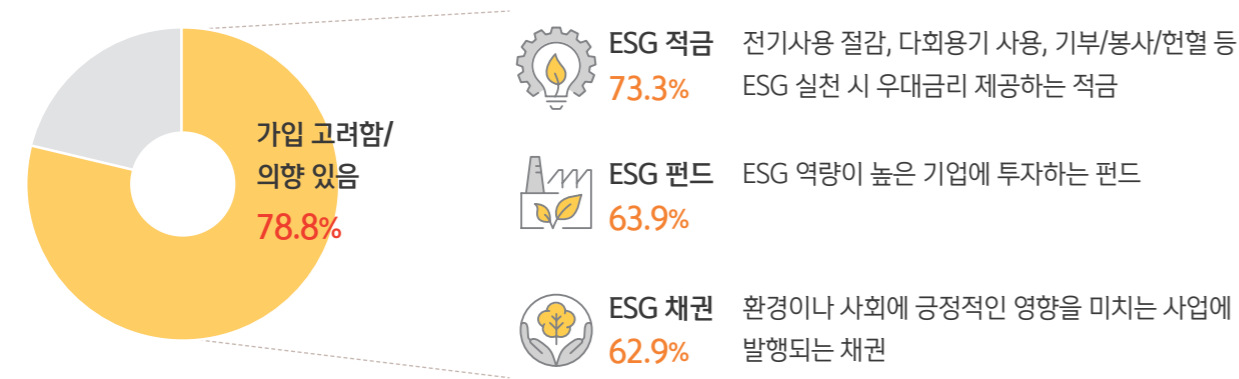 가입 고려함/
의향 있음
78.8%
ESG 적금
73.3%
전기사용 절감, 다회용기 사용, 기부/봉사/헌혈 등
ESG 실천 시 우대금리 제공하는 적금
ESG 펀드
63.9%
ESG 역량이 높은 기업에 투자하는 펀드
ESG 채권
62.9%
환경이나 사회에 긍정적인 영향을 미치는 사업에
발행되는 채권